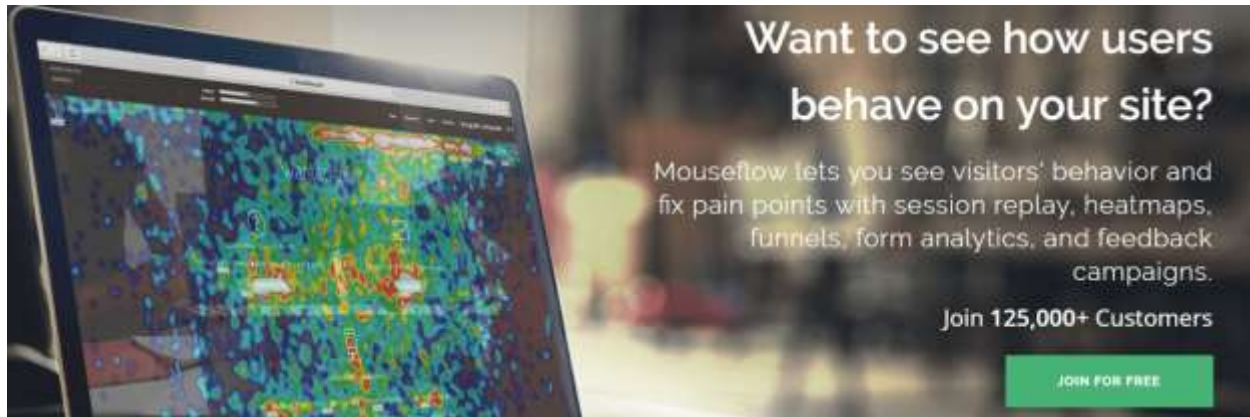 Want to see how users
behave on your site?
Mouseflow lets you see visitors' behavior and
fix pain points with session replay, heatmaps,
funnels, form analytics, and feedback
campaigns.
Join 125,000+ Customers
JOIN FOR FREE